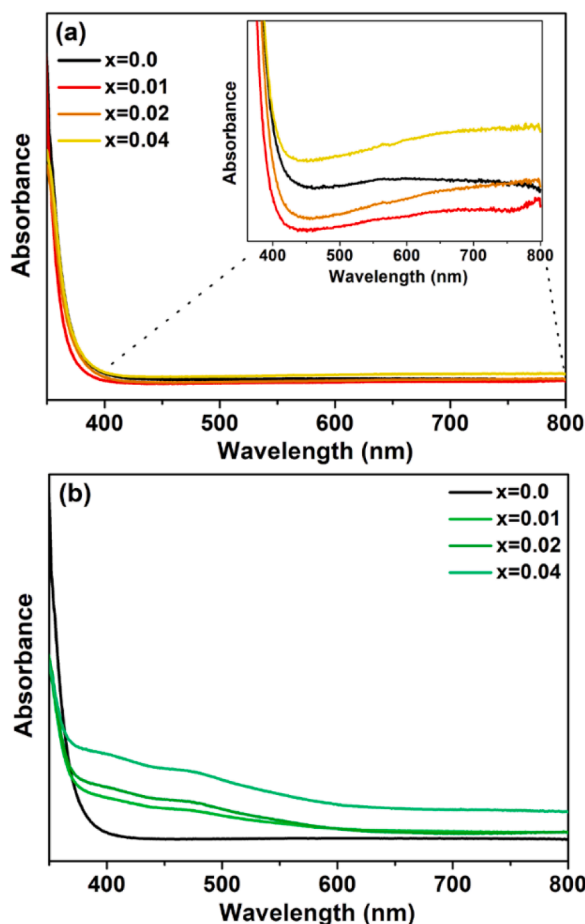 (a)
x=0.0
x=0.01
x=0.02
x=0.04
Absorbance
400 500 600 700 800
Wavelength (nm)
Absorbance
400 500 600 700 800
Wavelength (nm)
(b)
x=0.0
x=0.01
x=0.02
x=0.04
Absorbance
400 500 600 700 800
Wavelength (nm)